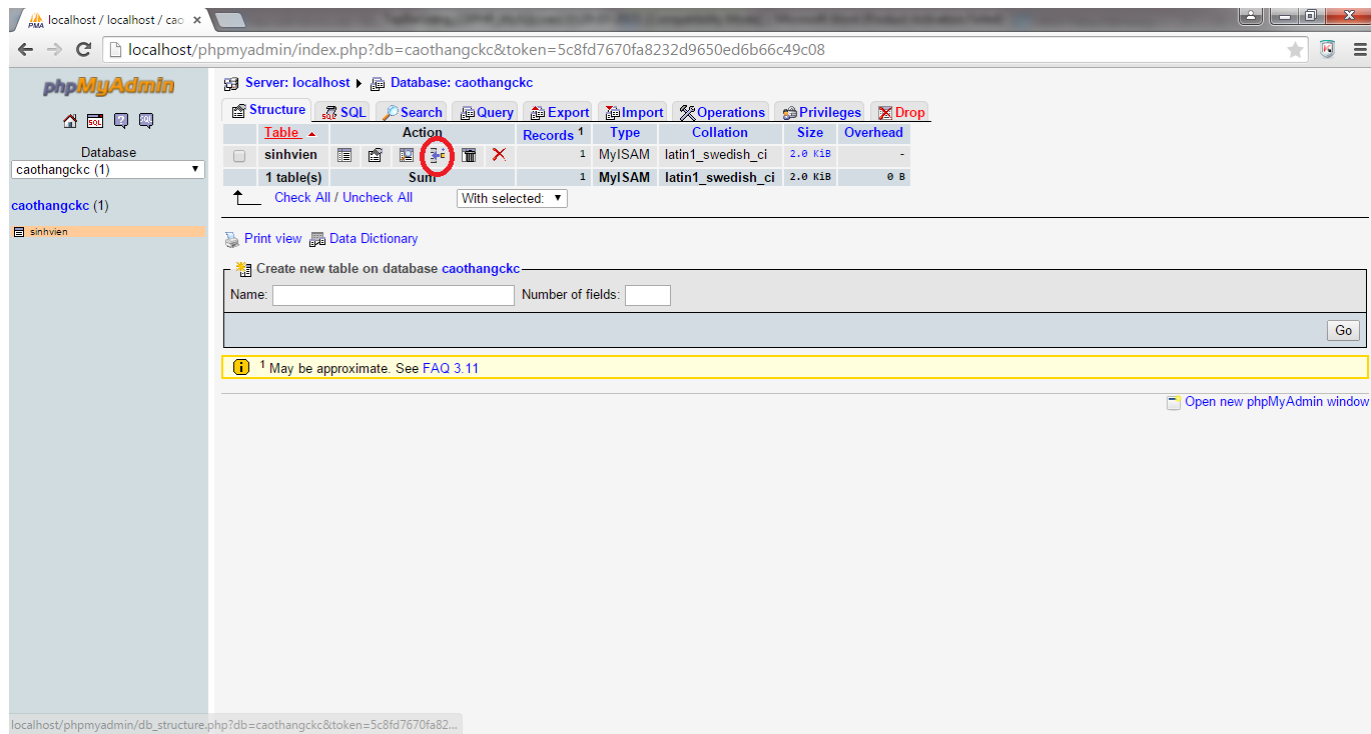 localhost / localhost / cao
localhost/phpmyadmin/index.php?db=caothangckc&token=5c8fd7670fa8232d9650ed6b66c49c08
phpMyAdmin
Database
caothangckc (1)
caothangckc (1)
sinhvien
Server: localhost Database: caothangckc
Structure SQL Search Query Export Import Operations Privileges Drop
Table Action Records 1 Type Collation Size Overhead
sinhvien 1 MyISAM latin1_swedish_ci 2.0 KiB -
1 table(s) Sum 1 MyISAM latin1_swedish_ci 2.0 KiB 0 B
Check All / Uncheck All With selected:
Print view Data Dictionary
Create new table on database caothangckc
Name: Number of fields:
Go
1 May be approximate. See FAQ 3.11
Open new phpMyAdmin window
localhost/phpmyadmin/db_structure.php?db=caothangckc&token=5c8fd7670fa82...